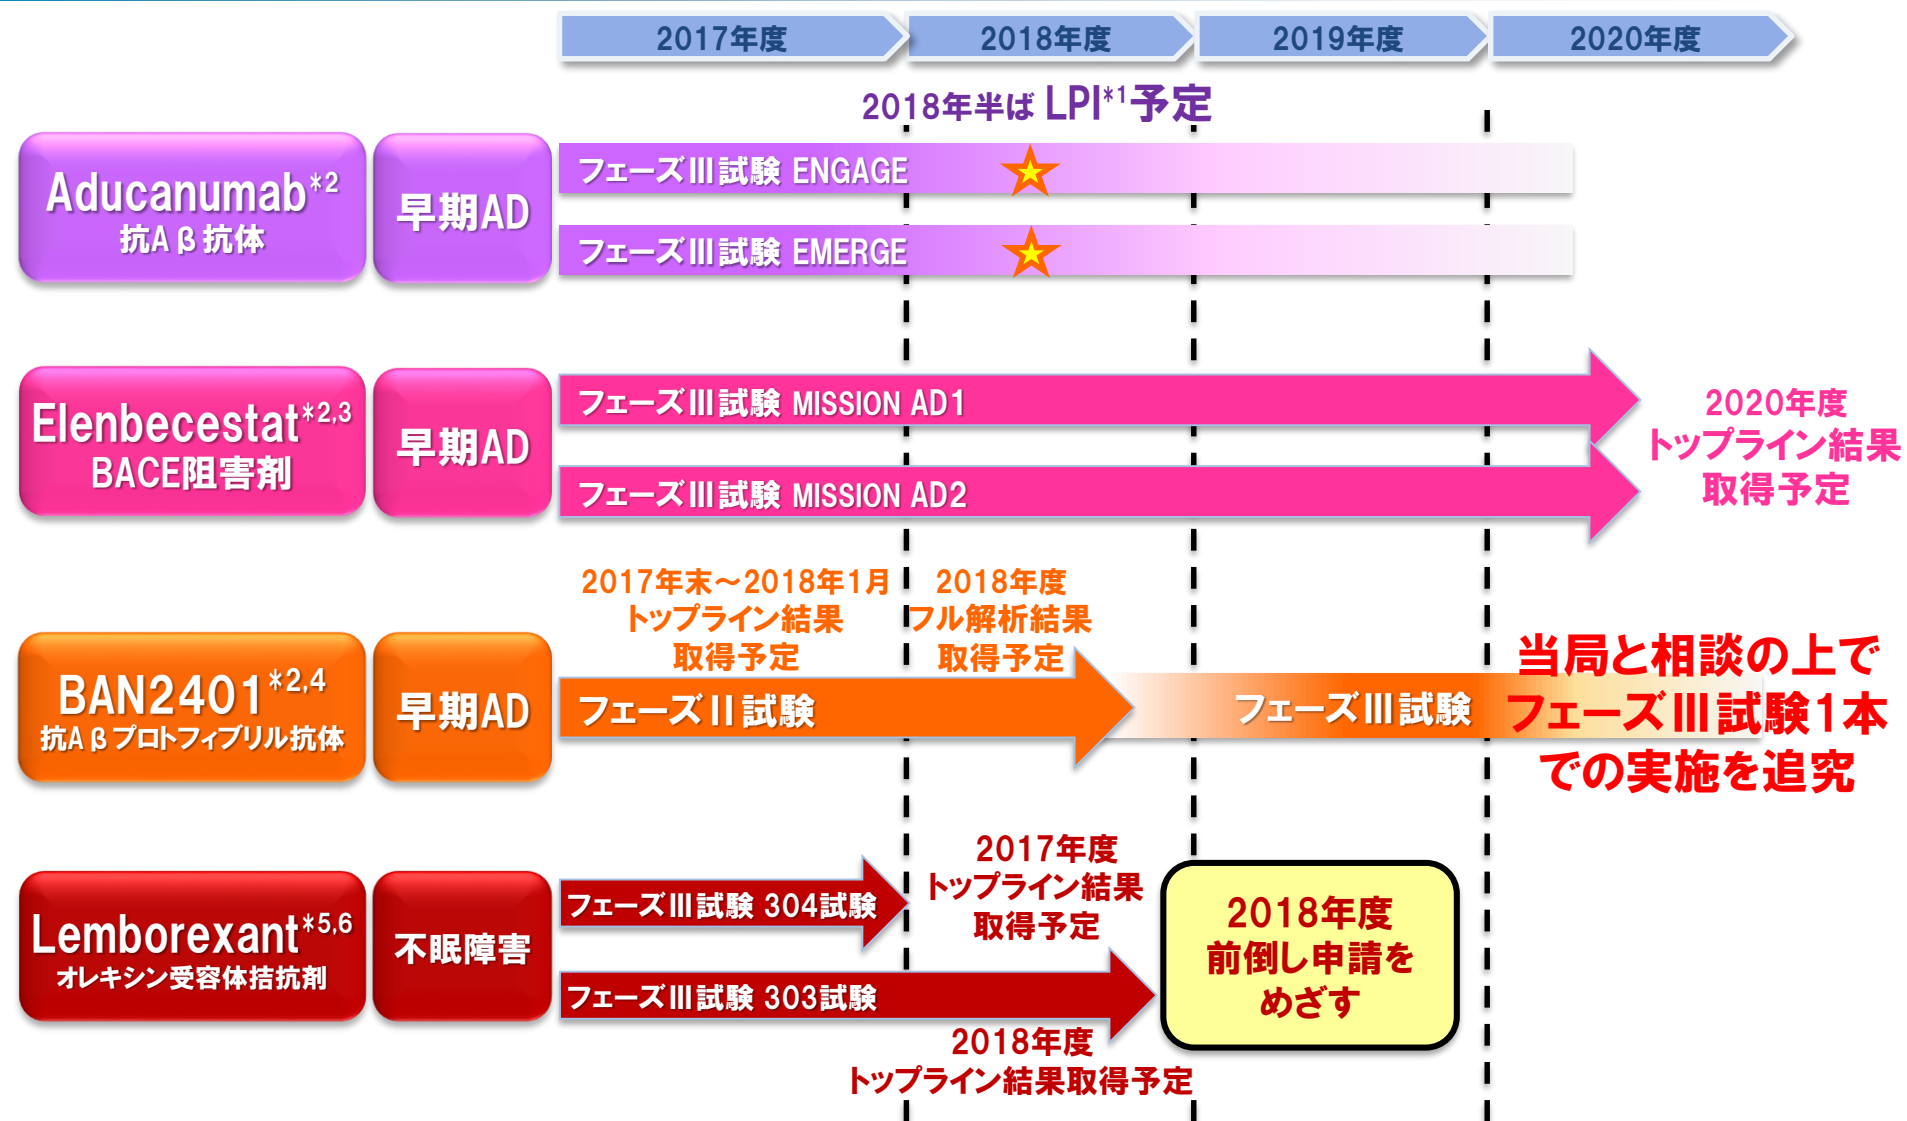 2017年度
2018年度
2019年度
2020年度
2018年半ば LPI*1予定
Aducanumab*2
抗Aβ抗体
早期AD
フェーズⅢ試験 ENGAGE
フェーズⅢ試験 EMERGE
Elenbecestat*2,3
BACE阻害剤
早期AD
フェーズⅢ試験 MISSION AD1
フェーズⅢ試験 MISSION AD2
2020年度
トップライン結果
取得予定
BAN2401*2,4
抗Aβプロトフィブリル抗体
早期AD
2017年末～2018年1月
トップライン結果
取得予定
2018年度
フル解析結果
取得予定
フェーズⅡ試験
フェーズⅢ試験
当局と相談の上で
フェーズⅢ試験1本
での実施を追究
Lemborexant*5,6
オレキシン受容体拮抗剤
不眠障害
フェーズⅢ試験 304試験
2017年度
トップライン結果
取得予定
フェーズⅢ試験 303試験
2018年度
トップライン結果取得予定
2018年度
前倒し申請を
めざす